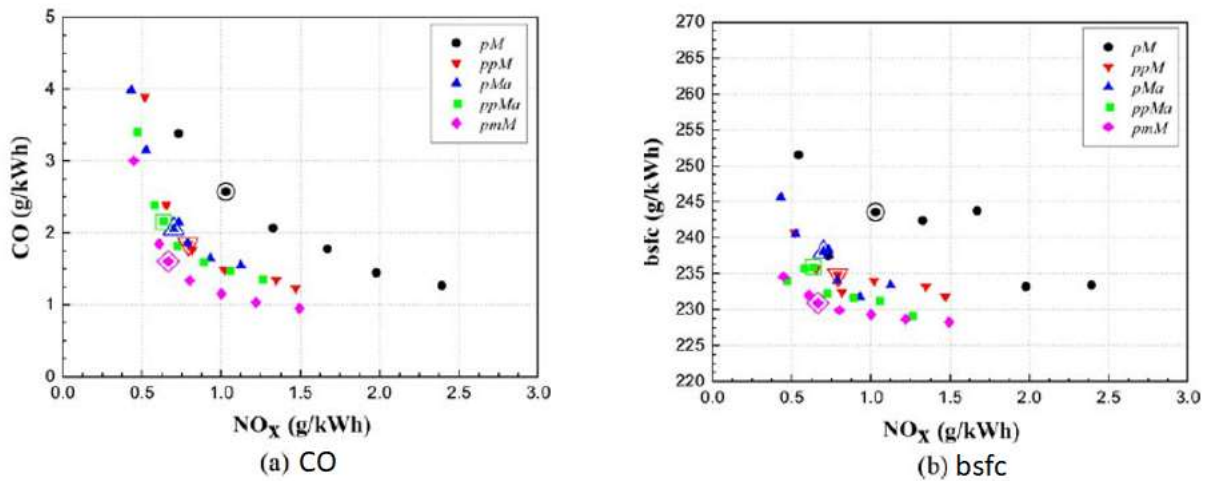 5
4
3
2
1
0
CO (g/kWh)
pM
ppM
pMa
ppMa
pmM
0.0 0.5 1.0 1.5 2.0 2.5 3.0
NOX (g/kWh)
(a) CO
270
265
260
255
250
245
240
235
230
225
220
bsfc (g/kWh)
pM
ppM
pMa
ppMa
pmM
0.0 0.5 1.0 1.5 2.0 2.5 3.0
NOX (g/kWh)
(b) bsfc